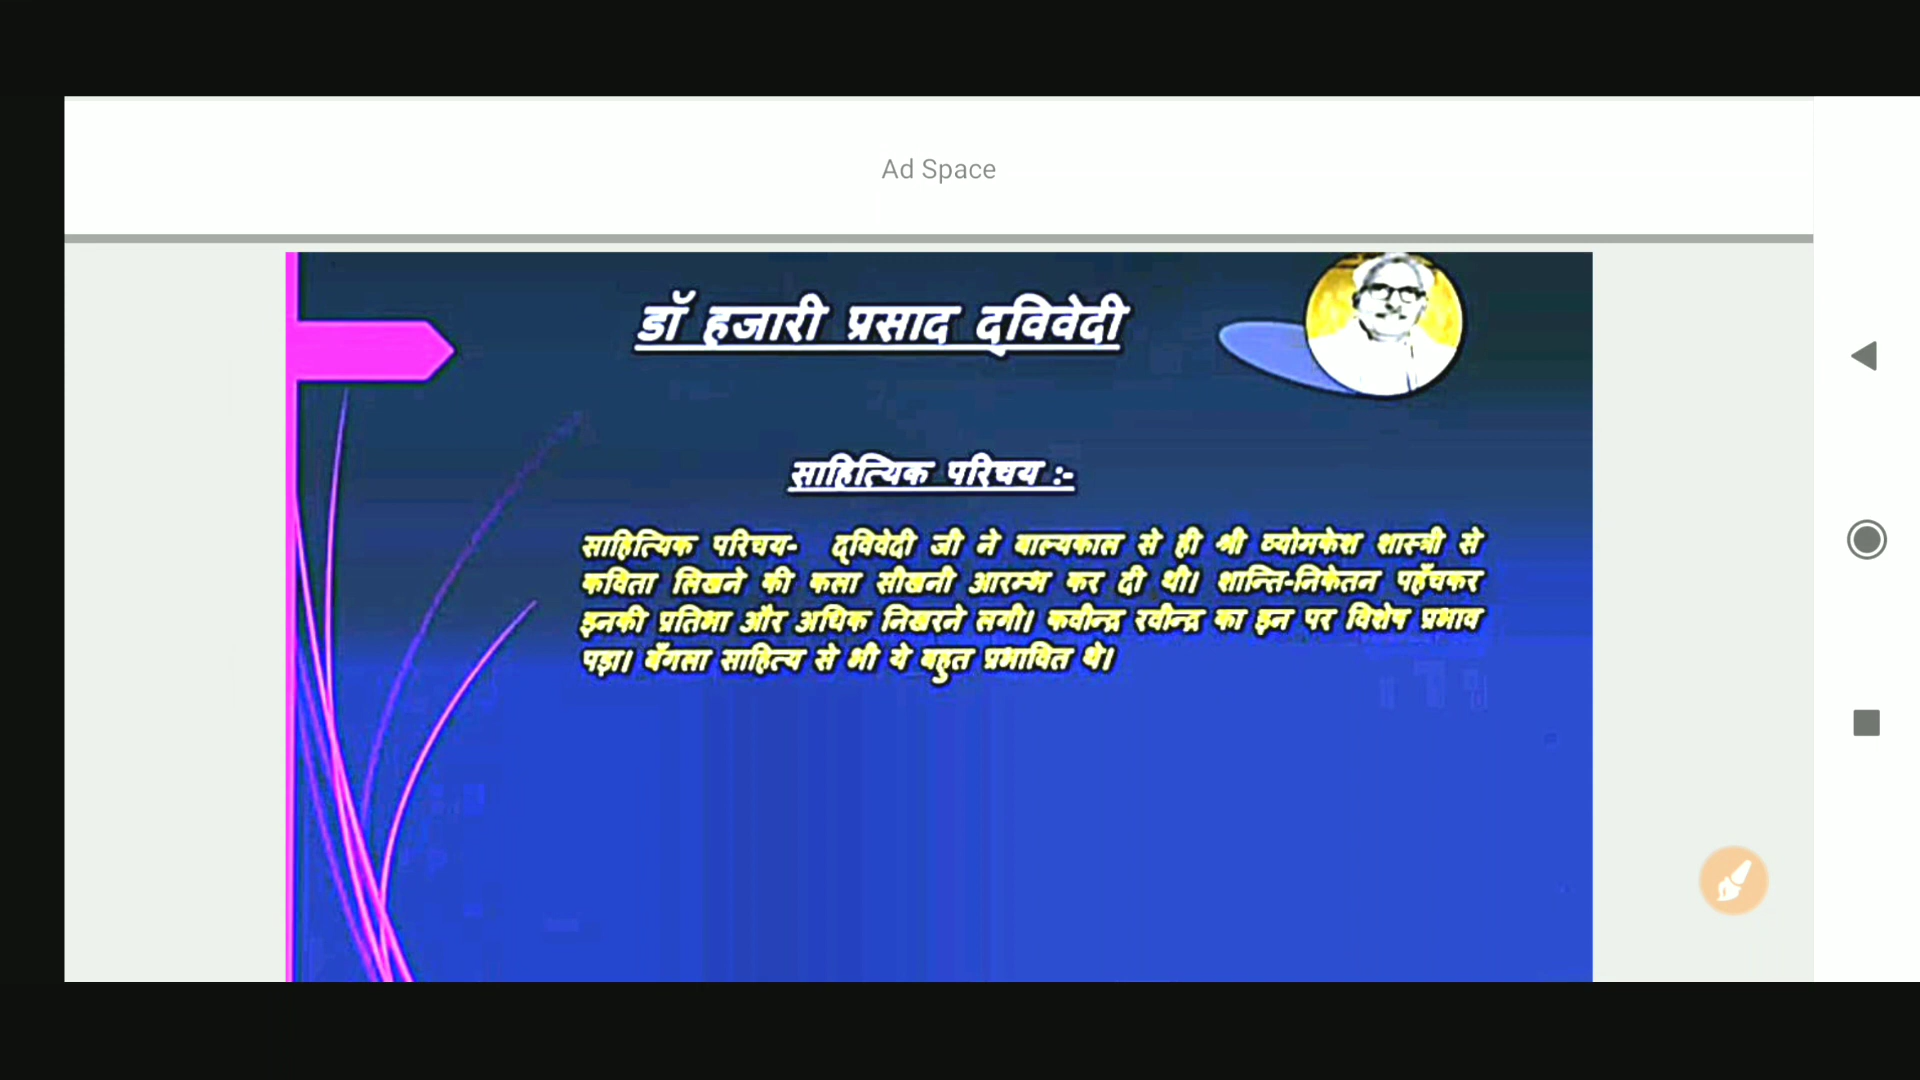 Ad Space
डॉ हजारी प्रसाद दविवेदी
साहित्यिक परिचय :-
साहित्यिक परिचय- द्विवेदी जी ने बाल्यकाल से ही श्री व्योमकेश शास्त्री से
कविता लिखने की कला सीखनी आरम्भ कर दी थी। शान्ति-निकेतन पहुँचकर
इनकी प्रतिभा और अधिक निखरने लगी। कवीन्द्र रवीन्द्र का इन पर विशेष प्रभाव
पड़ा। बँगला साहित्य से भी ये बहुत प्रभावित थे।